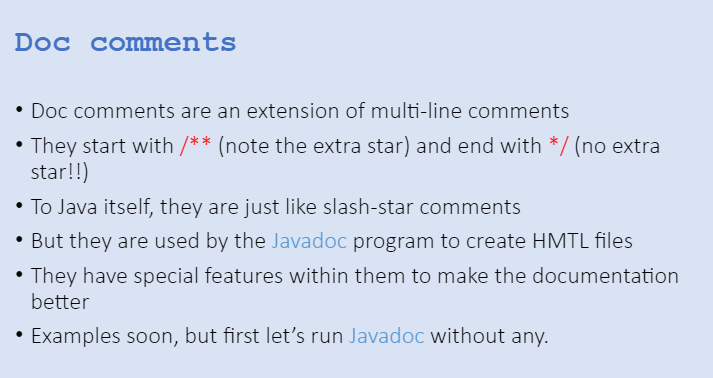 Doc comments
• Doc comments are an extension of multi-line comments
• They start with /** (note the extra star) and end with */ (no extra
star!!)
• To Java itself, they are just like slash-star comments
• But they are used by the Javadoc program to create HMTL files
• They have special features within them to make the documentation
better
• Examples soon, but first let’s run Javadoc without any.